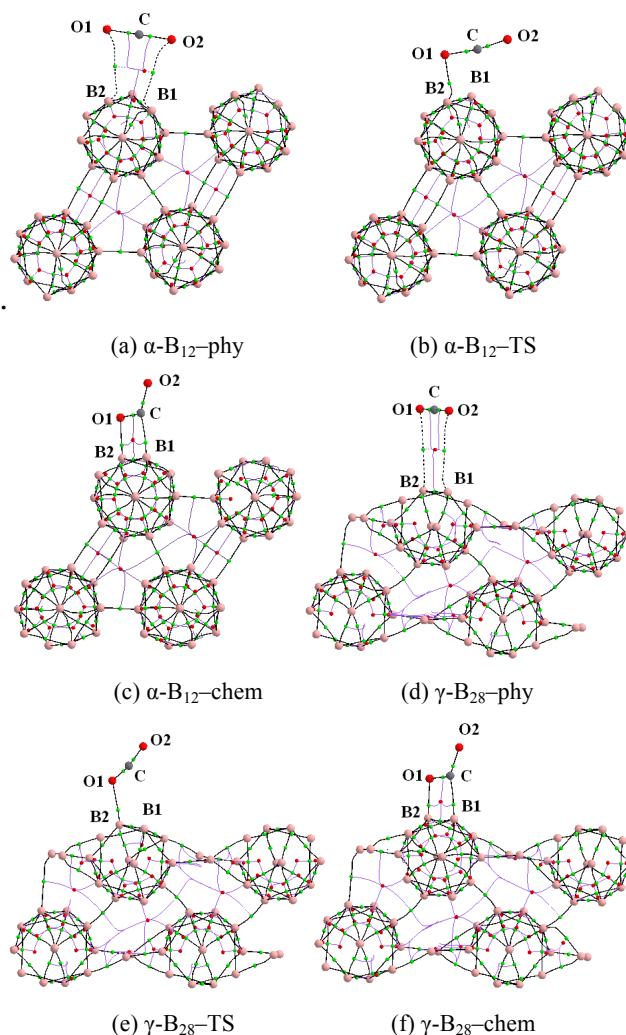 O1 C O2
B2 B1
C O2
O1
B2 B1
.
(a) α-B₁₂–phy (b) α-B₁₂–TS
O2
O1 C
B2 B1
C
O1 O2
B2 B1
(c) α-B₁₂–chem (d) γ-B₂₈–phy
O2
C
O1
B2 B1
O2
O1 C
B2 B1
(e) γ-B₂₈–TS (f) γ-B₂₈–chem